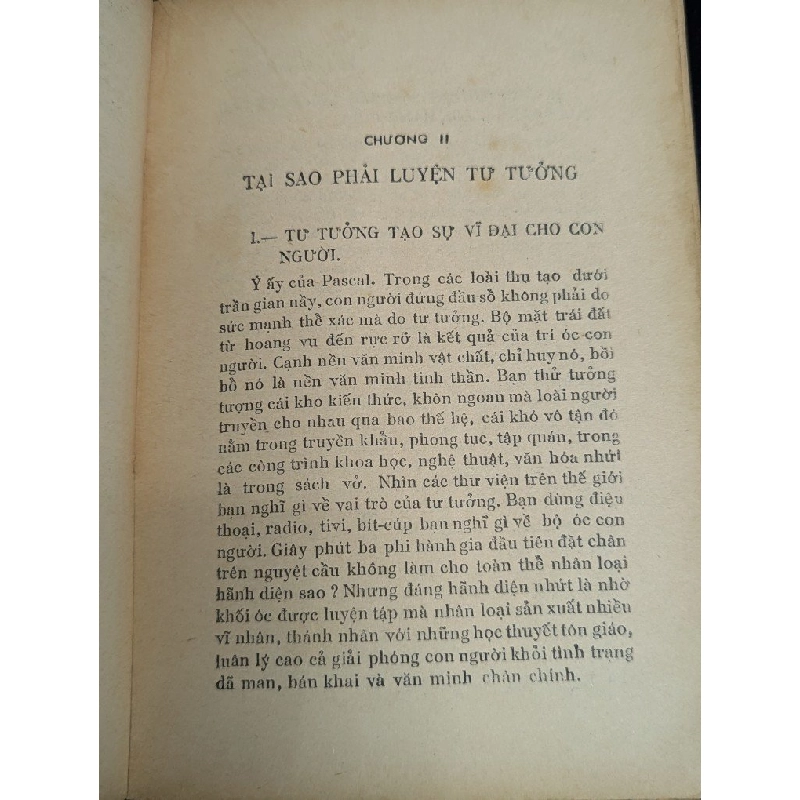 CHƯƠNG II
TẠI SAO PHẢI LUYỆN TƯ TƯỞNG
I.— TƯ TƯỞNG TẠO SỰ VĨ ĐẠI CHO CON
NGƯỜI.
Ý ấy của Pascal. Trong các loài thụ tạo dưới
trần gian nầy, con người đứng đầu số không phải do
sức mạnh thể xác mà do tư tưởng. Bộ mặt trái đất
từ hoang vu đến rực rỡ là kết quả của trí óc con
người. Cạnh nền văn minh vật chất, chỉ huy nó, bồi
bổ nó là nền văn minh tinh thần. Bạn thử tưởng
tượng cái kho kiến thức, khôn ngoan mà loài người
truyền cho nhau qua bao thế hệ, cái khó vô tận đó
nằm trong truyền khẩu, phong tục, tập quán, trong
các công trình khoa học, nghệ thuật, văn hóa nhứt
là trong sách vở. Nhìn các thư viện trên thế giới
bạn nghĩ gì về vai trò của tư tưởng. Bạn dùng điệu
thoại, radio, tivi, bit-cúp bạn nghĩ gì về bộ óc con
người. Giây phút ba phi hành gia đầu tiên đặt chân
trên nguyệt cầu không làm cho toàn thể nhân loại
hãnh diện sao ? Nhưng đáng hãnh diện nhứt là nhờ
khối óc được luyện tập mà nhân loại sản xuất nhiều
vĩ nhân, thánh nhân với những học thuyết tôn giáo,
luân lý cao cả giải phóng con người khỏi tình trạng
dã man, bán khai và văn minh chân chính.